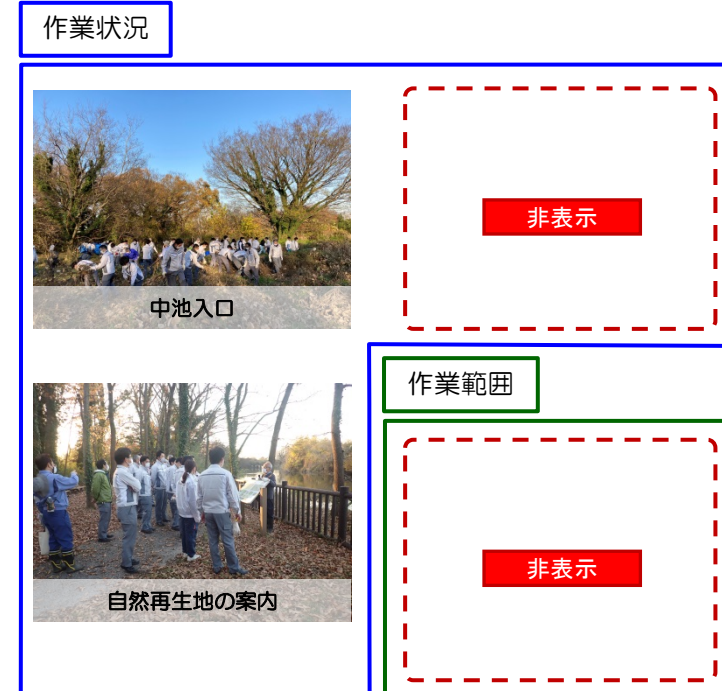 作業状況
中池入口
非表示
作業範囲
自然再生地の案内
非表示